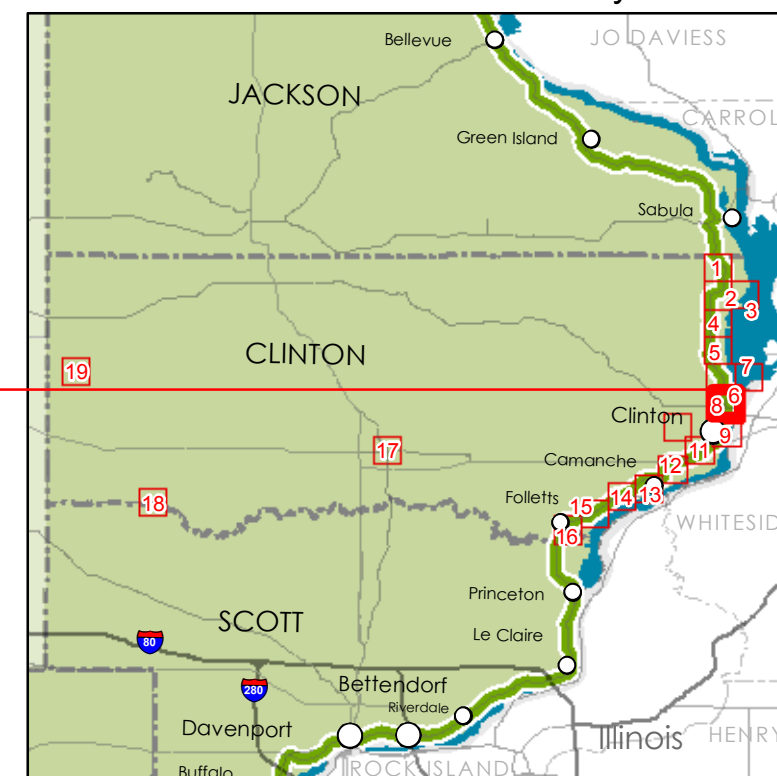 Bellevue
JO DAVIESS
JACKSON
CARROL
Green Island
Sabula
1
2
3
4
5
CLINTON
7
19
6
8
Clinton
9
11
17
Camanche
12
13
Folletts
14
18
15
WHITESID
16
Princeton
SCOTT
Le Claire
80
280
Bettendorf
Riverdale
Davenport
Illinois
HENRY
Buffalo
ROCK ISLAND